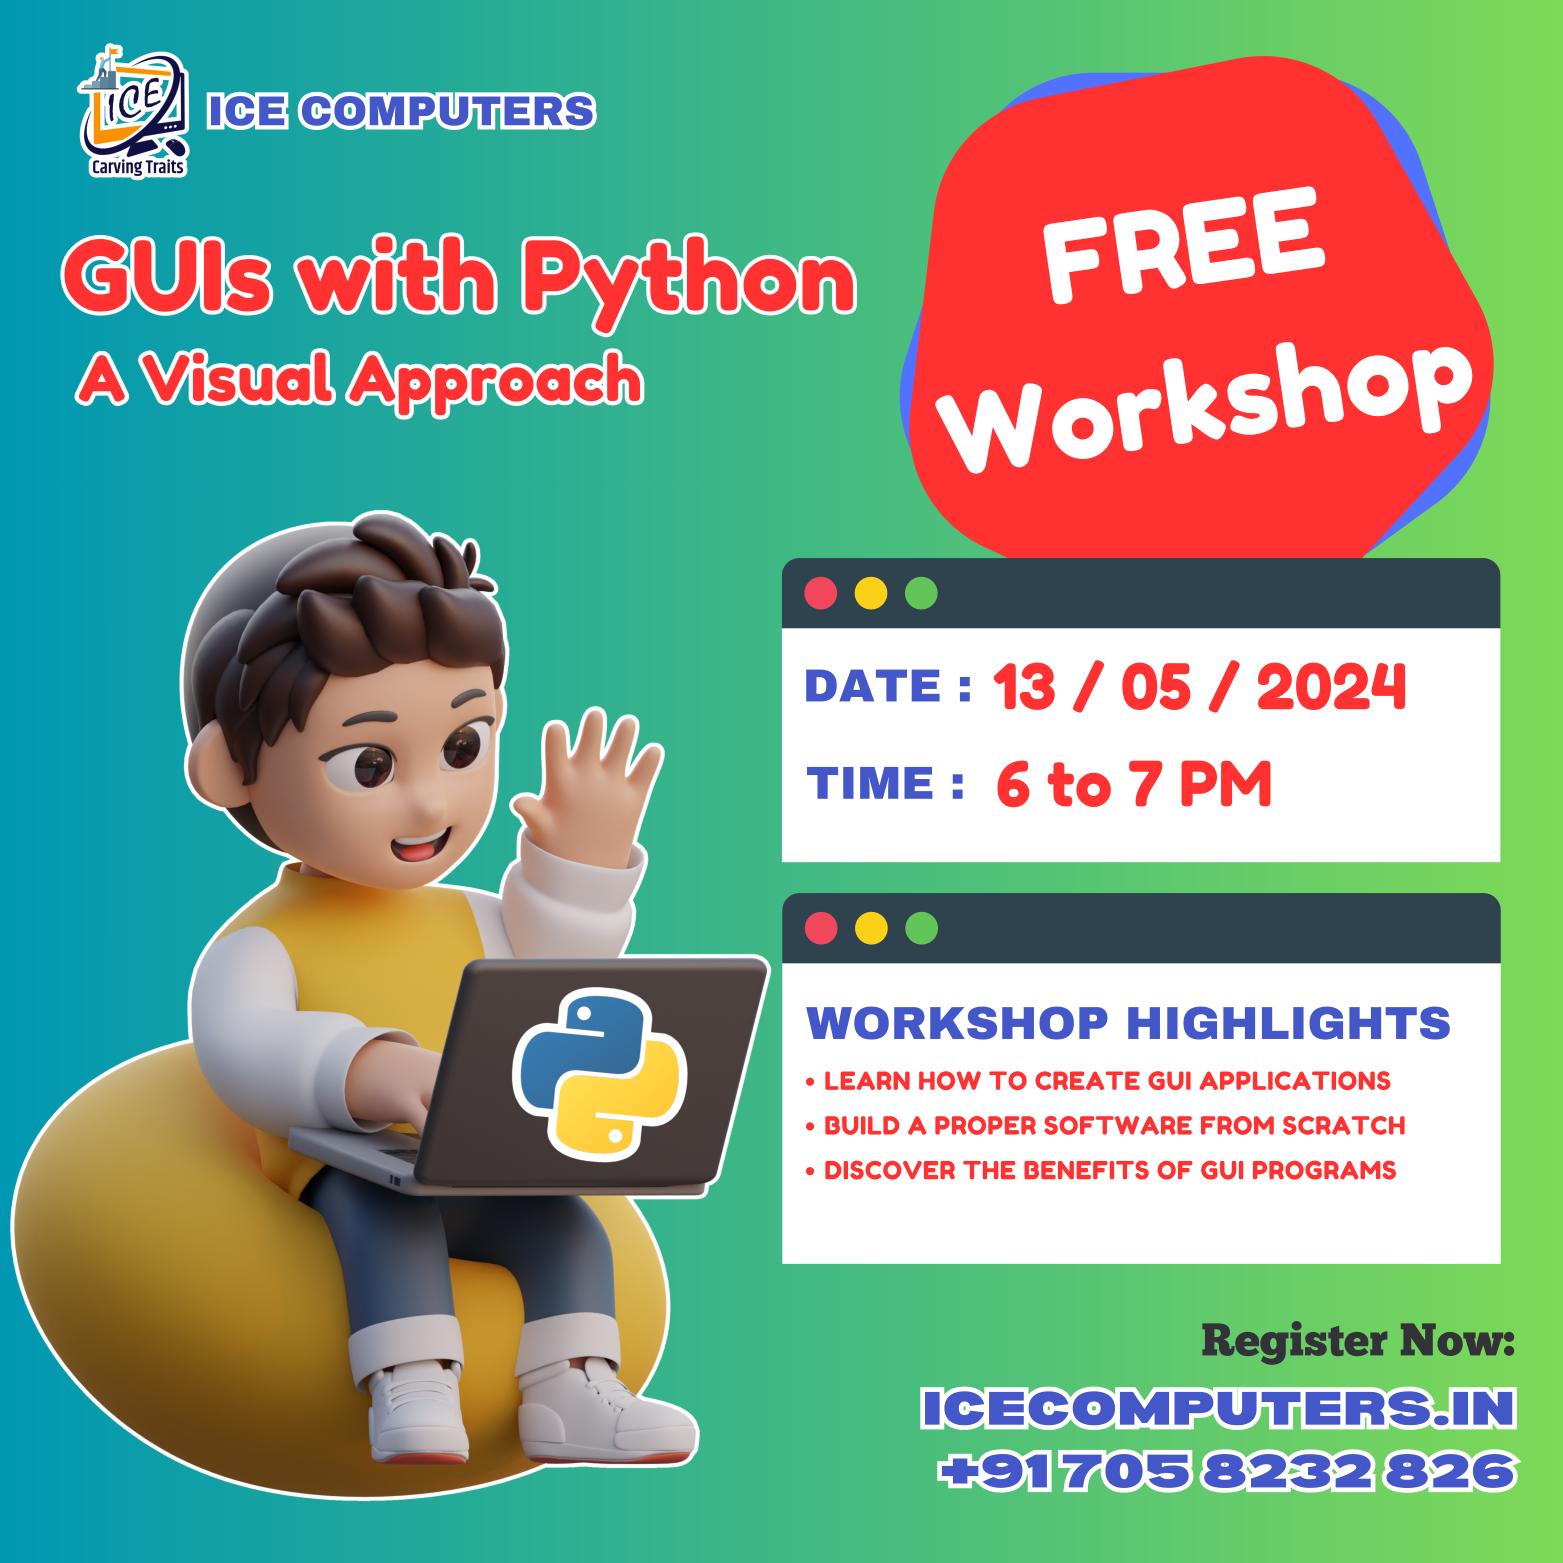 ICE
Carving Traits
ICE COMPUTERS
GUIs with Python
A Visual Approach
FREE
Workshop
DATE : 13 / 05 / 2024
TIME : 6 to 7 PM
WORKSHOP HIGHLIGHTS
• LEARN HOW TO CREATE GUI APPLICATIONS
• BUILD A PROPER SOFTWARE FROM SCRATCH
• DISCOVER THE BENEFITS OF GUI PROGRAMS
Register Now:
ICECOMPUTERS.IN
+91 705 8232 826